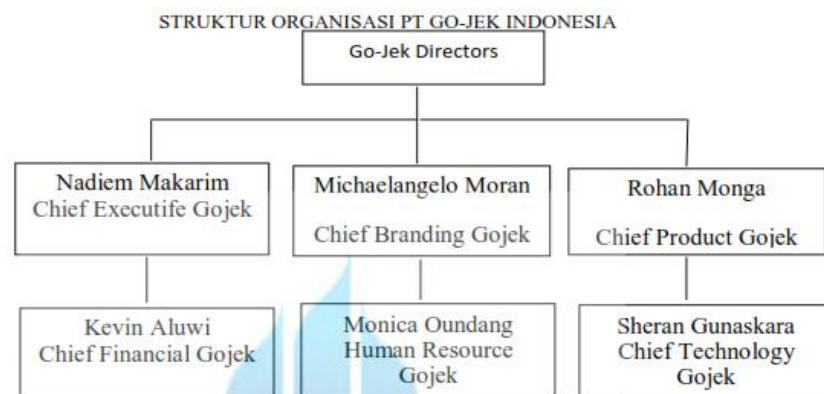 STRUKTUR ORGANISASI PT GO-JEK INDONESIA
Go-Jek Directors
Nadiem Makarim
Chief Executife Gojek
Michaelangelo Moran
Chief Branding Gojek
Rohan Monga
Chief Product Gojek
Kevin Aluwi
Chief Financial Gojek
Monica Oundang
Human Resource
Gojek
Sheran Gunaskara
Chief Technology
Gojek